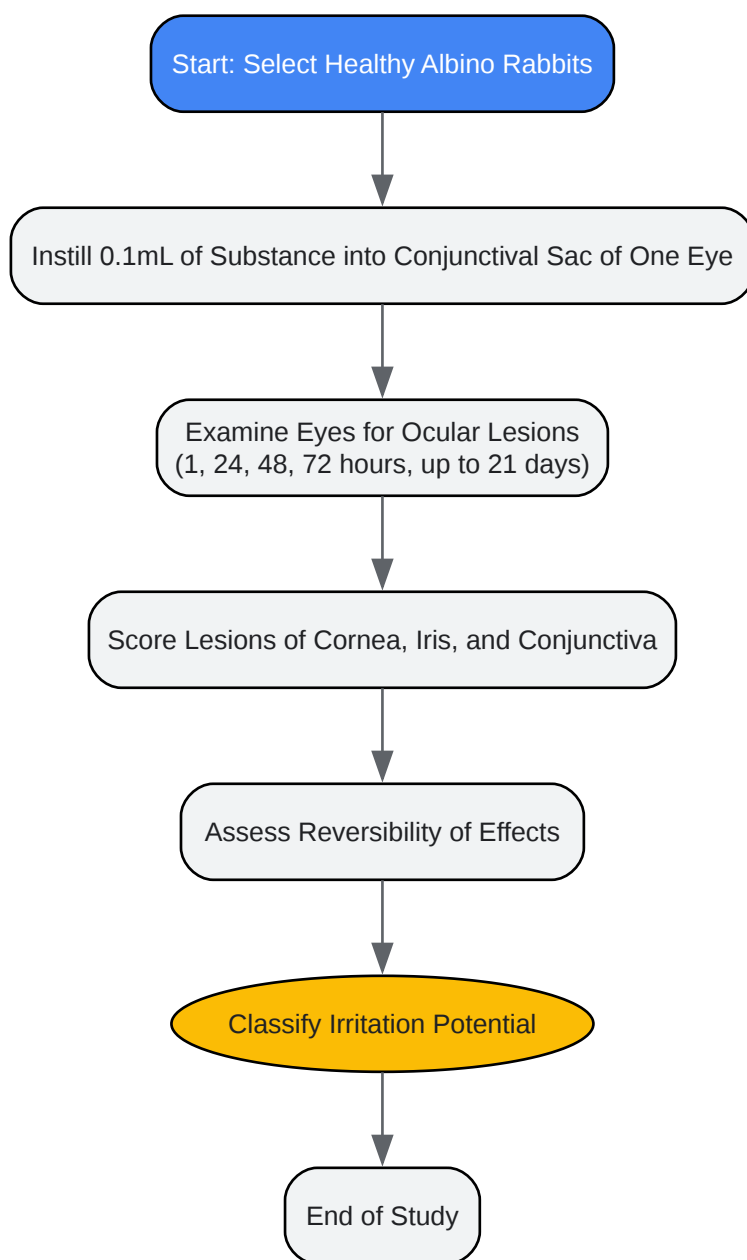 Start: Select Healthy Albino Rabbits
Instill 0.1mL of Substance into Conjunctival Sac of One Eye
Examine Eyes for Ocular Lesions
(1, 24, 48, 72 hours, up to 21 days)
Score Lesions of Cornea, Iris, and Conjunctiva
Assess Reversibility of Effects
Classify Irritation Potential
End of Study